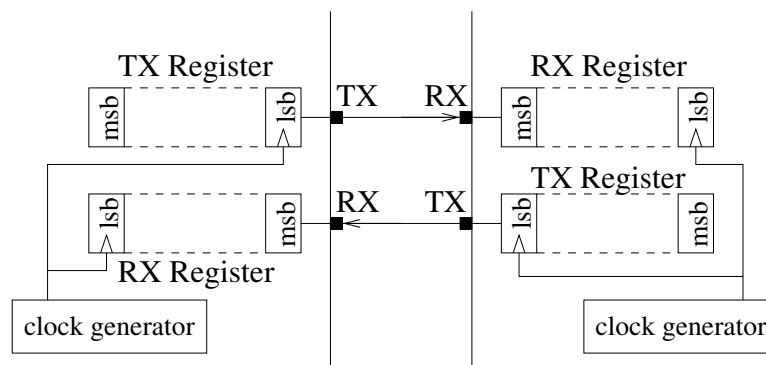 TX Register
RX Register
msb
lsb
TX
RX
msb
lsb
lsb
msb
RX
TX
lsb
TX Register
msb
RX Register
clock generator
clock generator